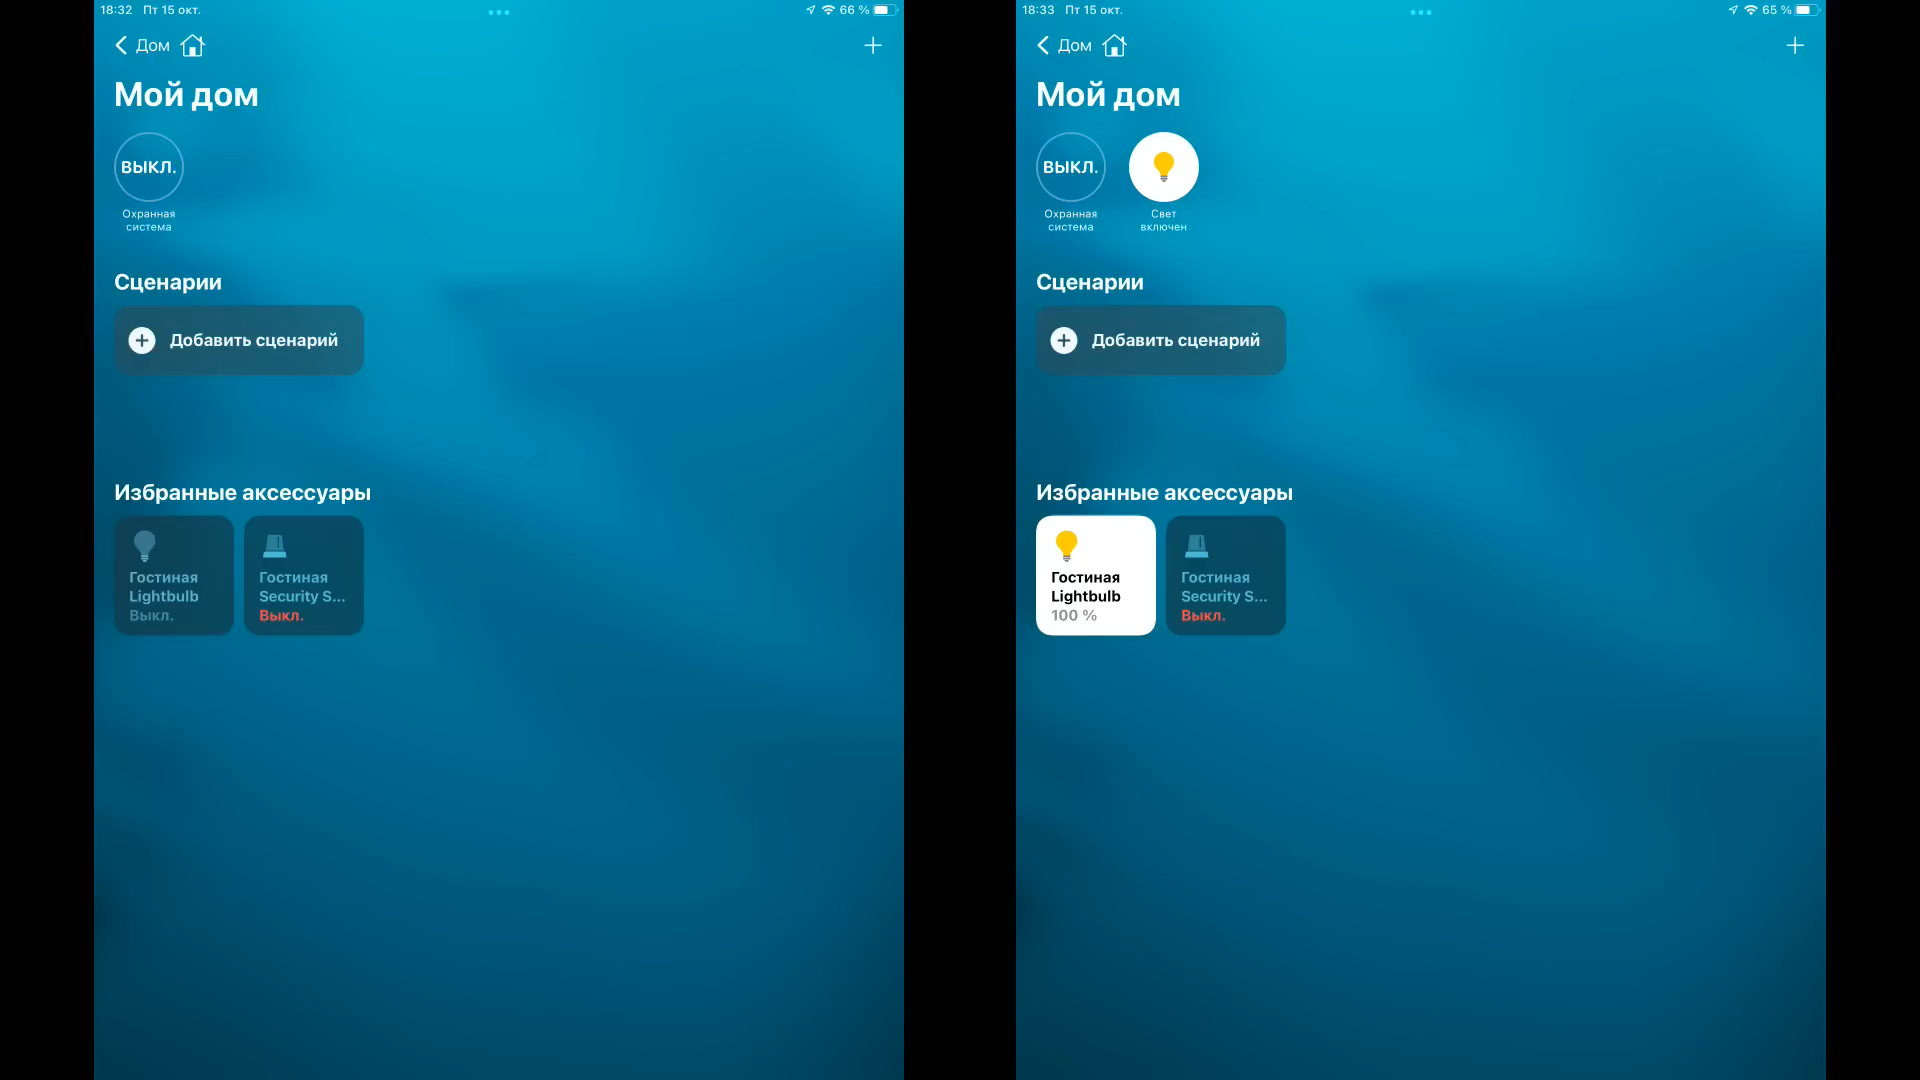 18:32 Пт 15 окт. 66 %
Дом
Мой дом
ВЫКЛ.
Охранная
система
Сценарии
Добавить сценарий
Избранные аксессуары
Гостиная
Lightbulb
Выкл.
Гостиная
Security S...
Выкл.
18:33 Пт 15 окт. 65 %
Дом
Мой дом
ВЫКЛ.
Охранная
система
Свет
включен
Сценарии
Добавить сценарий
Избранные аксессуары
Гостиная
Lightbulb
100 %
Гостиная
Security S...
Выкл.